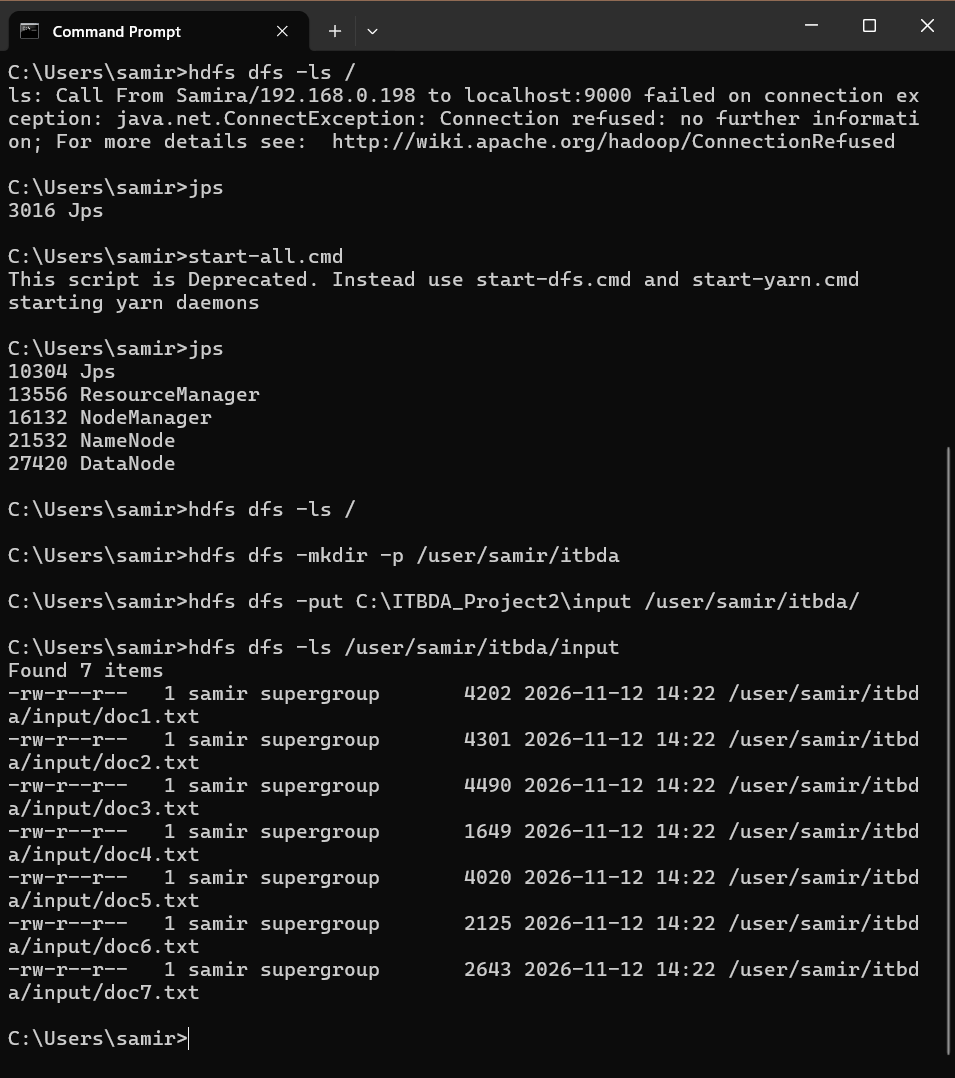 Command Prompt
C:\Users\samir>hdfs dfs -ls /
ls: Call From Samira/192.168.0.198 to localhost:9000 failed on connection ex
ception: java.net.ConnectException: Connection refused: no further informati
on; For more details see:  http://wiki.apache.org/hadoop/ConnectionRefused
C:\Users\samir>jps
3016 Jps
C:\Users\samir>start-all.cmd
This script is Deprecated. Instead use start-dfs.cmd and start-yarn.cmd
starting yarn daemons
C:\Users\samir>jps
10304 Jps
13556 ResourceManager
16132 NodeManager
21532 NameNode
27420 DataNode
C:\Users\samir>hdfs dfs -ls /
C:\Users\samir>hdfs dfs -mkdir -p /user/samir/itbda
C:\Users\samir>hdfs dfs -put C:\ITBDA_Project2\input /user/samir/itbda/
C:\Users\samir>hdfs dfs -ls /user/samir/itbda/input
Found 7 items
-rw-r--r--   1 samir supergroup       4202 2026-11-12 14:22 /user/samir/itbd
a/input/doc1.txt
-rw-r--r--   1 samir supergroup       4301 2026-11-12 14:22 /user/samir/itbd
a/input/doc2.txt
-rw-r--r--   1 samir supergroup       4490 2026-11-12 14:22 /user/samir/itbd
a/input/doc3.txt
-rw-r--r--   1 samir supergroup       1649 2026-11-12 14:22 /user/samir/itbd
a/input/doc4.txt
-rw-r--r--   1 samir supergroup       4020 2026-11-12 14:22 /user/samir/itbd
a/input/doc5.txt
-rw-r--r--   1 samir supergroup       2125 2026-11-12 14:22 /user/samir/itbd
a/input/doc6.txt
-rw-r--r--   1 samir supergroup       2643 2026-11-12 14:22 /user/samir/itbd
a/input/doc7.txt
C:\Users\samir>